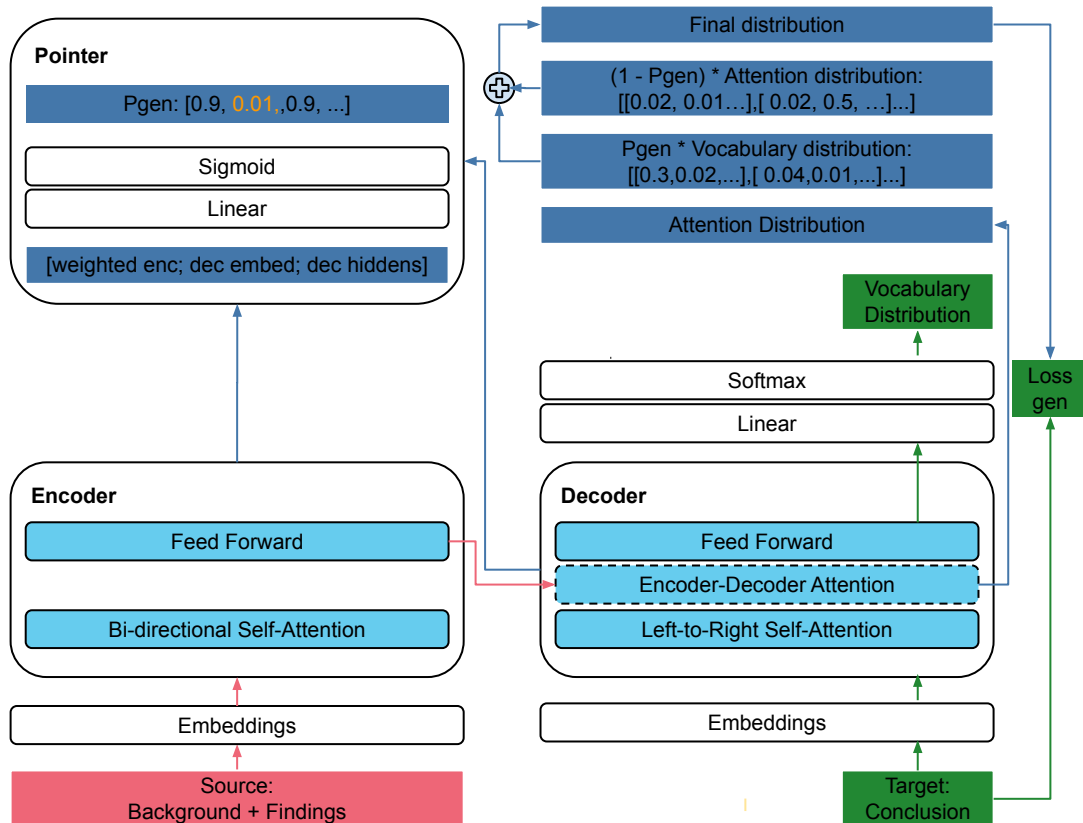 Pointer
Pgen: [0.9, 0.01,,0.9, ...]
Sigmoid
Linear
[weighted enc; dec embed; dec hiddens]
Final distribution
(1 - Pgen) * Attention distribution:
[[0.02, 0.01…],[ 0.02, 0.5, …]...]
Pgen * Vocabulary distribution:
[[0.3,0.02,...],[ 0.04,0.01,...]...]
Attention Distribution
Vocabulary
Distribution
Softmax
Linear
Loss
gen
Encoder
Feed Forward
Bi-directional Self-Attention
Embeddings
Source:
Background + Findings
Decoder
Feed Forward
Encoder-Decoder Attention
Left-to-Right Self-Attention
Embeddings
Target:
Conclusion